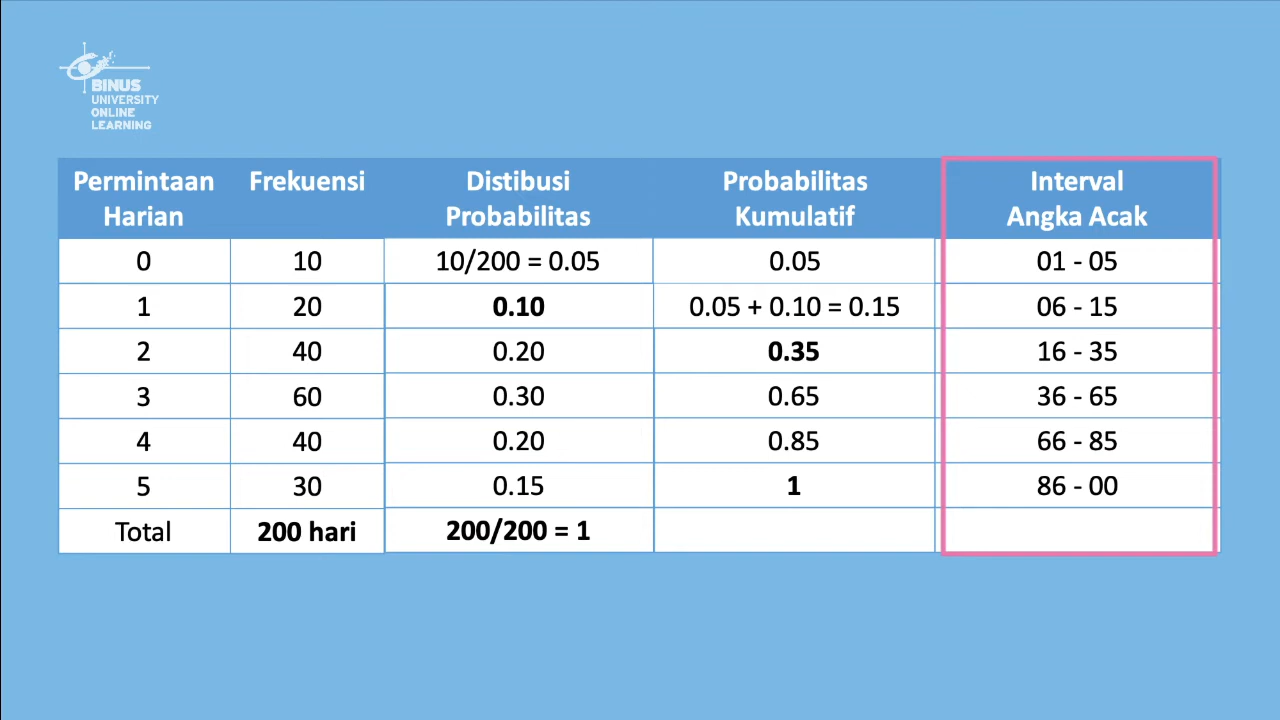 BINUS
UNIVERSITY
ONLINE
LEARNING
Permintaan Harian Frekuensi Distibusi Probabilitas Probabilitas Kumulatif Interval Angka Acak
0 10 10/200 = 0.05 0.05 01 - 05
1 20 0.10 0.05 + 0.10 = 0.15 06 - 15
2 40 0.20 0.35 16 - 35
3 60 0.30 0.65 36 - 65
4 40 0.20 0.85 66 - 85
5 30 0.15 1 86 - 00
Total 200 hari 200/200 = 1